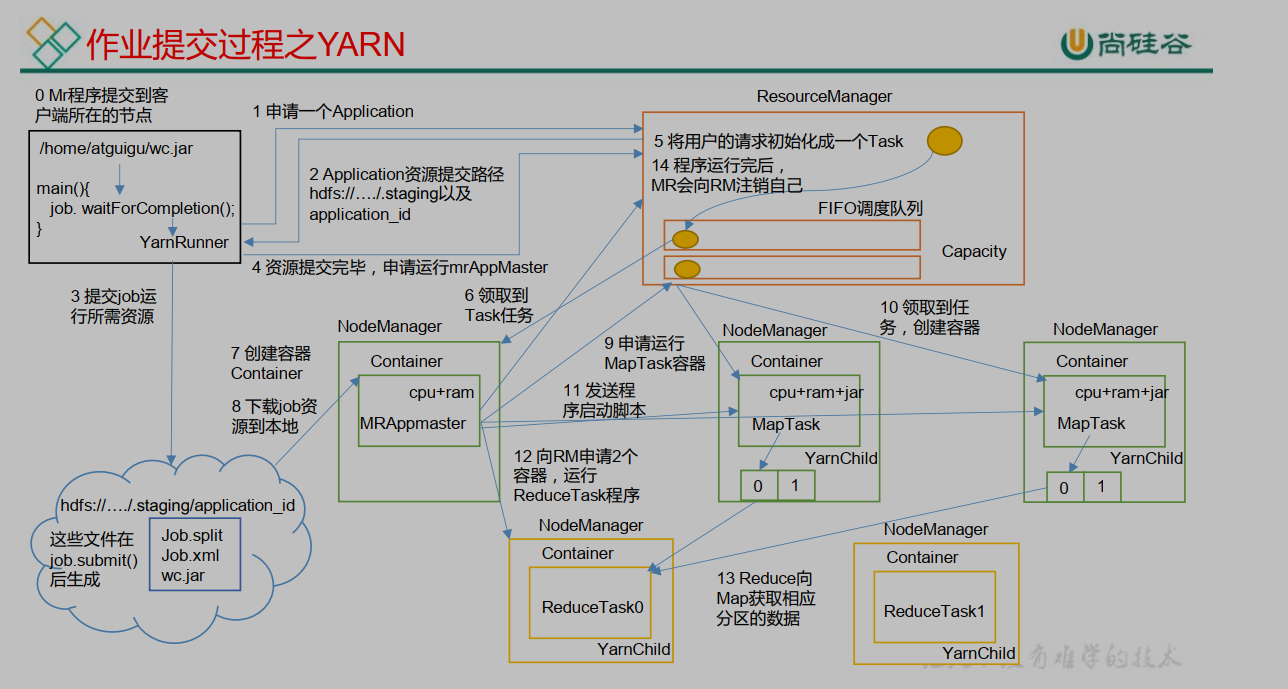 作业提交过程之YARN
尚硅谷
0 Mr程序提交到客
户端所在的节点
/home/atguigu/wc.jar
main(){
job. waitForCompletion();
}
YarnRunner
1 申请一个Application
2 Application资源提交路径
hdfs://…./.staging以及
application_id
4 资源提交完毕，申请运行mrAppMaster
3 提交job运
行所需资源
ResourceManager
5 将用户的请求初始化成一个Task
14 程序运行完后，
MR会向RM注销自己
FIFO调度队列
Capacity
6 领取到
Task任务
10 领取到任
务，创建容器
7 创建容器
Container
8 下载job资
源到本地
NodeManager
Container
cpu+ram
MRAppmaster
9 申请运行
MapTask容器
11 发送程
序启动脚本
NodeManager
Container
cpu+ram+jar
MapTask
YarnChild
0
1
NodeManager
Container
cpu+ram+jar
MapTask
YarnChild
0
1
12 向RM申请2个
容器，运行
ReduceTask程序
hdfs://…./.staging/application_id
这些文件在
job.submit()
后生成
Job.split
Job.xml
wc.jar
NodeManager
Container
ReduceTask0
YarnChild
13 Reduce向
Map获取相应
分区的数据
NodeManager
Container
ReduceTask1
YarnChild
有难学的技术